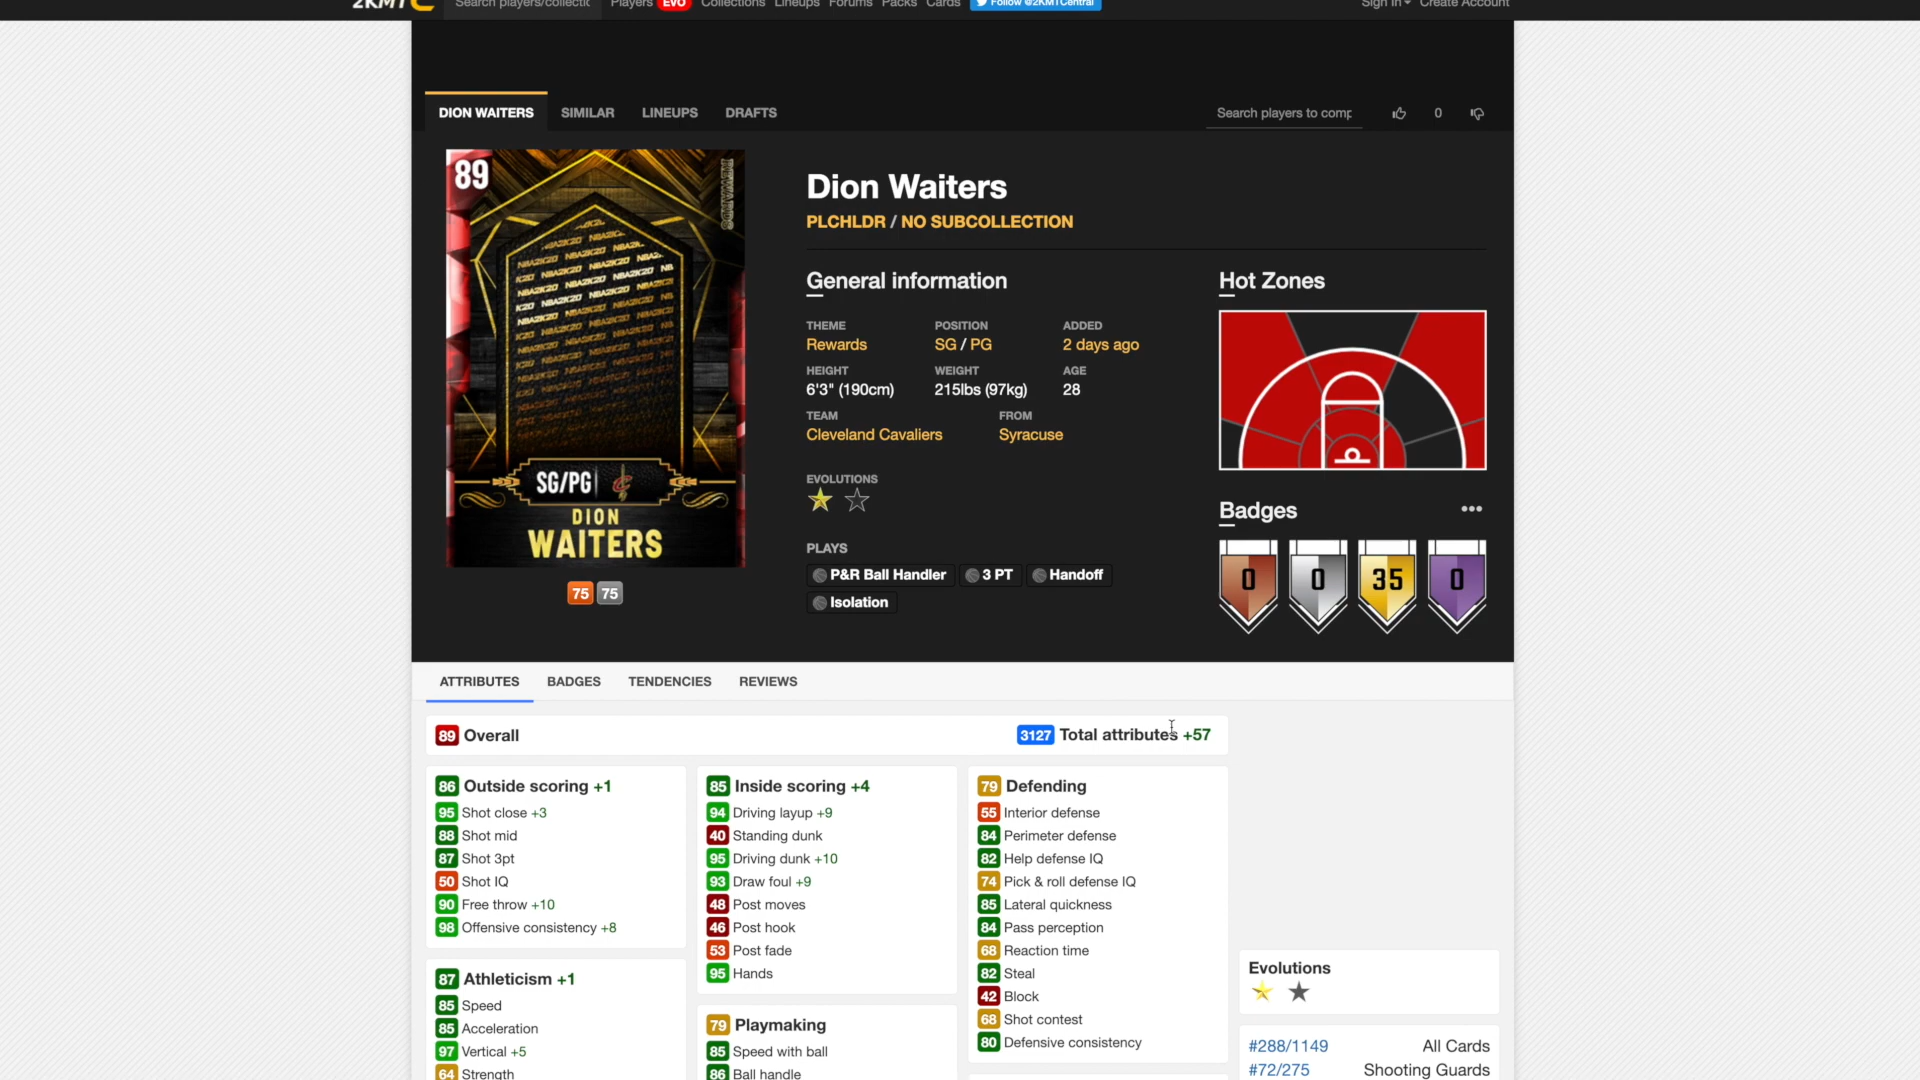 2KMT
Search players/collectic
Players EVO Collections Lineups Forums Packs Cards
Follow @2KMTCentral
Sign In Create Account
DION WAITERS SIMILAR LINEUPS DRAFTS
Search players to comp
0
89
REWARDS
SG/PG
DION
WAITERS
75 75
Dion Waiters
PLCHLDR / NO SUBCOLLECTION
General information
THEME POSITION ADDED
Rewards SG / PG 2 days ago
HEIGHT WEIGHT AGE
6'3" (190cm) 215lbs (97kg) 28
TEAM FROM
Cleveland Cavaliers Syracuse
EVOLUTIONS
PLAYS
P&R Ball Handler 3 PT Handoff
Isolation
Hot Zones
Badges
0 0 35 0
ATTRIBUTES BADGES TENDENCIES REVIEWS
89 Overall
3127 Total attributes +57
86 Outside scoring +1
95 Shot close +3
88 Shot mid
87 Shot 3pt
50 Shot IQ
90 Free throw +10
98 Offensive consistency +8
87 Athleticism +1
85 Speed
85 Acceleration
97 Vertical +5
64 Strength
85 Inside scoring +4
94 Driving layup +9
40 Standing dunk
95 Driving dunk +10
93 Draw foul +9
48 Post moves
46 Post hook
53 Post fade
95 Hands
79 Playmaking
85 Speed with ball
86 Ball handle
79 Defending
55 Interior defense
84 Perimeter defense
82 Help defense IQ
74 Pick & roll defense IQ
85 Lateral quickness
84 Pass perception
68 Reaction time
82 Steal
42 Block
68 Shot contest
80 Defensive consistency
Evolutions
#288/1149 All Cards
#72/275 Shooting Guards